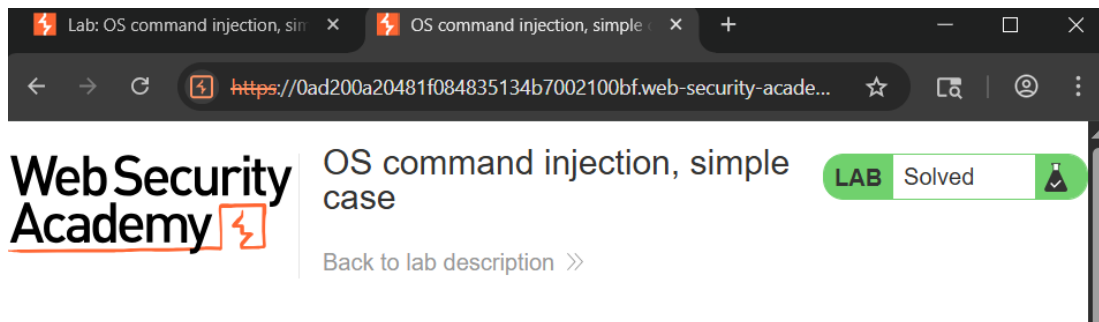 Lab: OS command injection, sim
OS command injection, simple
https://0ad200a20481f084835134b7002100bf.web-security-acade...
Web Security
Academy
OS command injection, simple
case
LAB Solved
Back to lab description